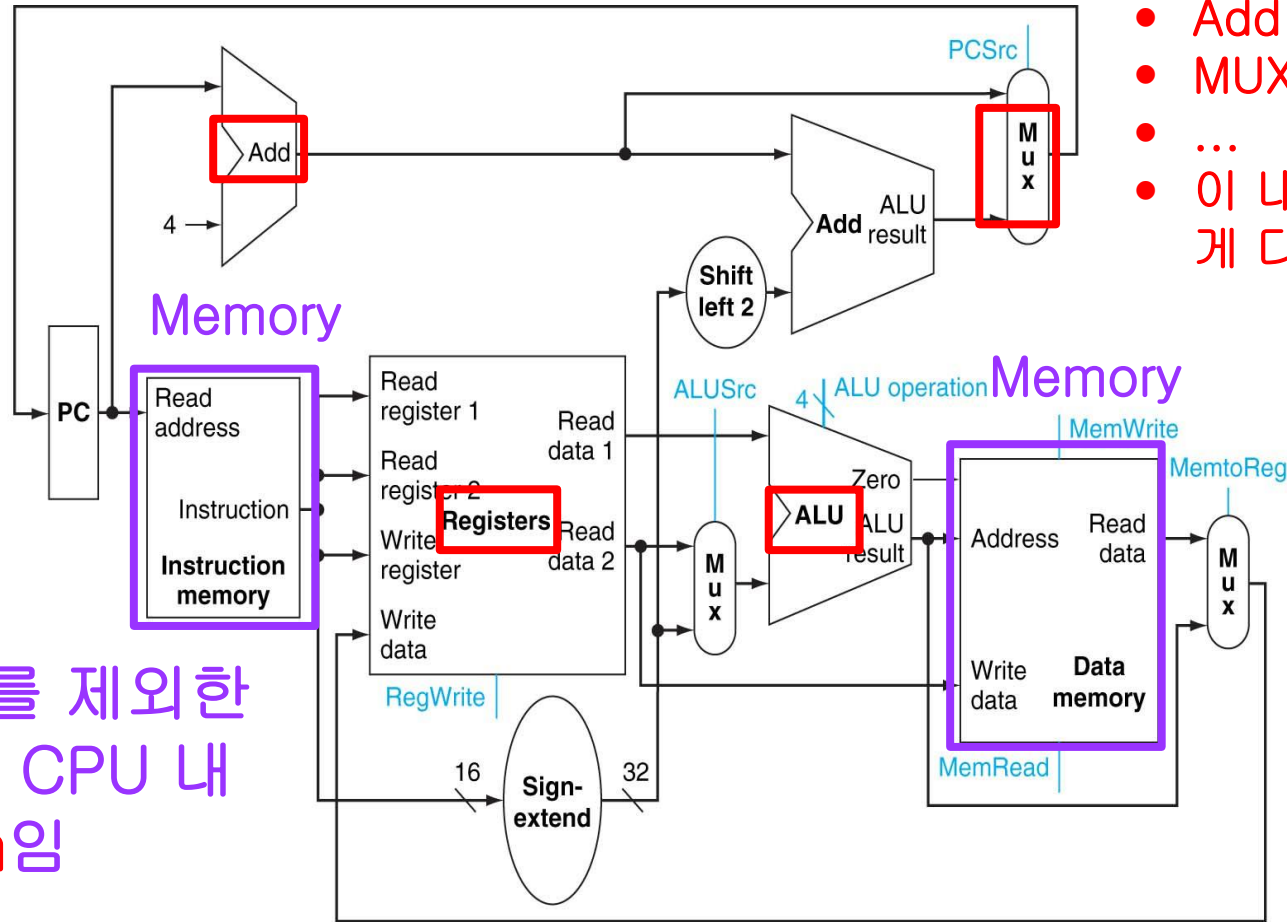 • Add
• MUX
• ...
• 이 내
게 디
PCSrc
Add
4
M
u
x
Add
ALU
result
Shift
left 2
Memory
PC
Read
address
Instruction
Instruction
memory
Read
register 1
Read
register 2
Write
register
Write
data
Registers
Read
data 1
Read
data 2
RegWrite
ALUSrc
M
u
x
4
ALU operation
Zero
ALU
ALU
result
Memory
MemWrite
Address
Read
data
Write
data
Data
memory
MemRead
MemtoReg
M
u
x
16
Sign-
extend
32
를 제외한
CPU 내
임